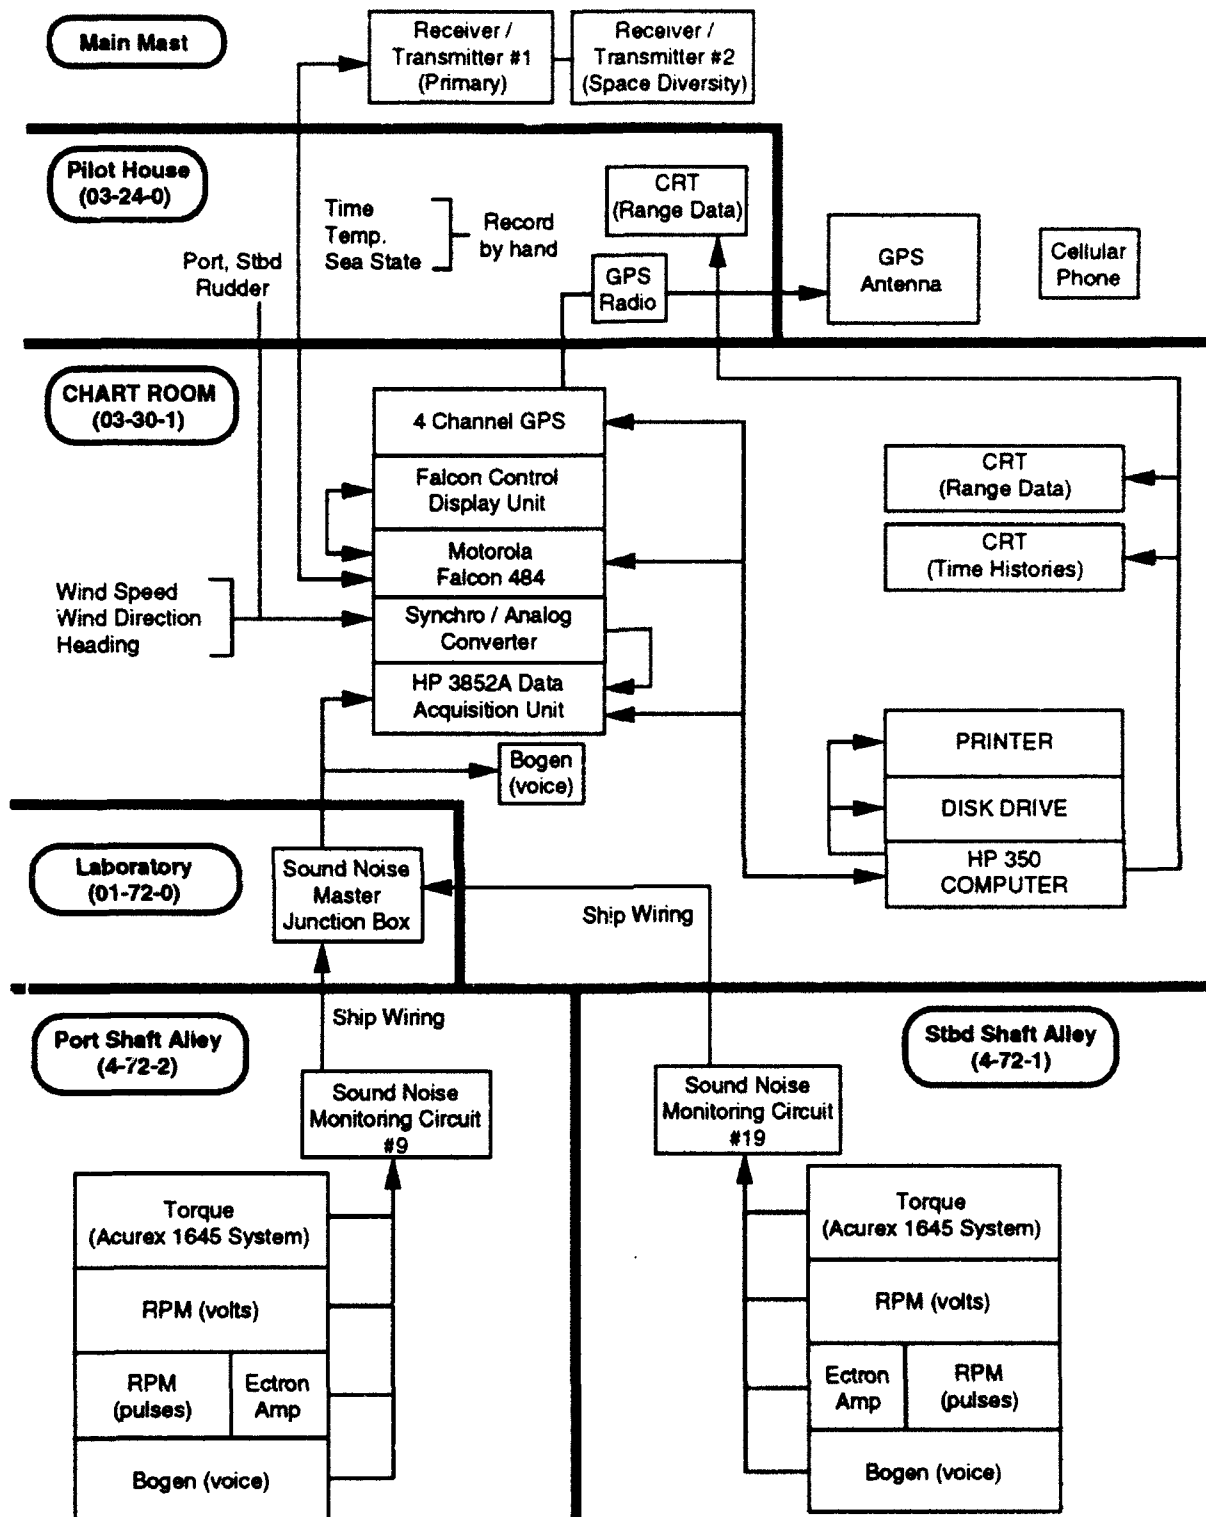 Main Mast
Receiver /
Transmitter #1
(Primary)
Receiver /
Transmitter #2
(Space Diversity)
Pilot House
(03-24-0)
Time
Temp.
Sea State
Record
by hand
CRT
(Range Data)
Port, Stbd
Rudder
GPS
Radio
GPS
Antenna
Cellular
Phone
CHART ROOM
(03-30-1)
4 Channel GPS
Falcon Control
Display Unit
Motorola
Falcon 484
Synchro / Analog
Converter
HP 3852A Data
Acquisition Unit
Wind Speed
Wind Direction
Heading
CRT
(Range Data)
CRT
(Time Histories)
Bogen
(voice)
PRINTER
DISK DRIVE
HP 350
COMPUTER
Laboratory
(01-72-0)
Sound Noise
Master
Junction Box
Ship Wiring
Ship Wiring
Port Shaft Alley
(4-72-2)
Stbd Shaft Alley
(4-72-1)
Sound Noise
Monitoring Circuit
#9
Sound Noise
Monitoring Circuit
#19
Torque
(Acurex 1645 System)
RPM (volts)
RPM
(pulses)
Ectron
Amp
Bogen (voice)
Torque
(Acurex 1645 System)
RPM (volts)
Ectron
Amp
RPM
(pulses)
Bogen (voice)